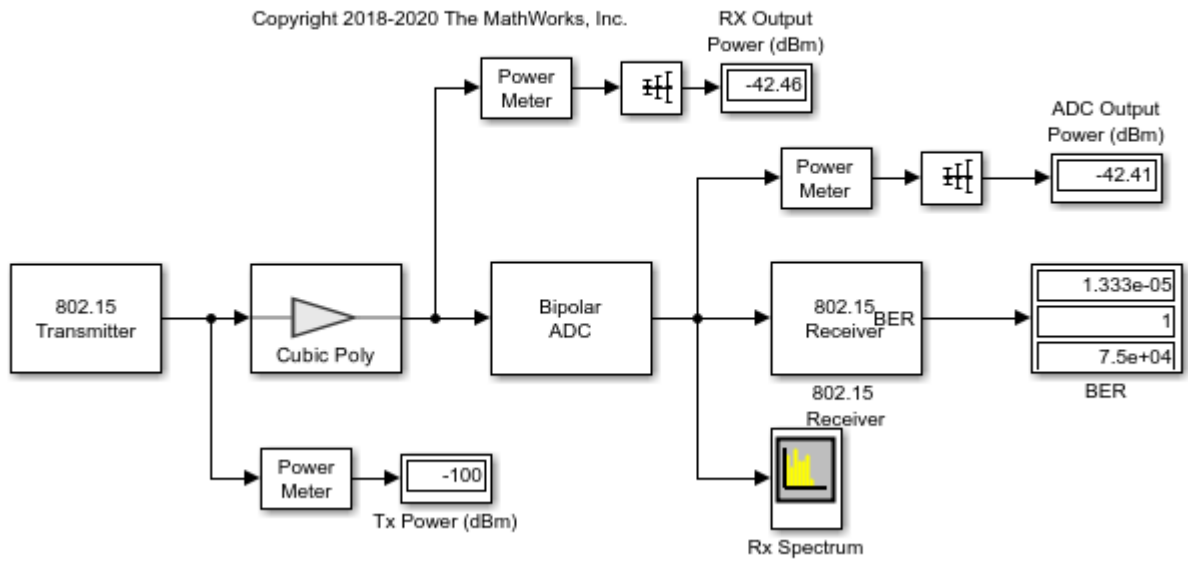 Copyright 2018-2020 The MathWorks, Inc.
RX Output
Power (dBm)
Power
Meter
-42.46
ADC Output
Power (dBm)
Power
Meter
-42.41
802.15
Transmitter
Cubic Poly
Bipolar
ADC
802.15
Receiver
BER
1.333e-05
1
7.5e+04
BER
802.15
Receiver
Power
Meter
-100
Tx Power (dBm)
Rx Spectrum